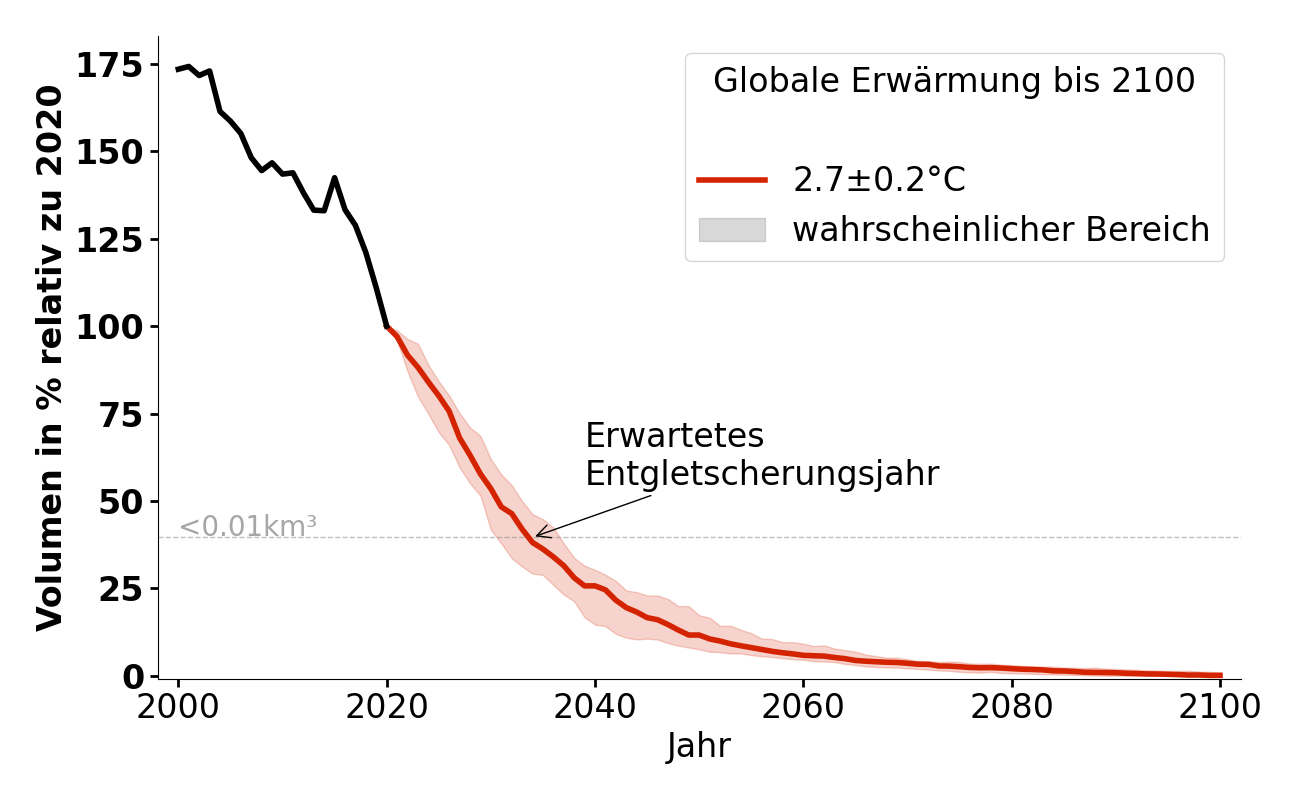 Volumen in % relativ zu 2020
175
150
125
100
75
50
25
0
Globale Erwärmung bis 2100
2.7±0.2°C
wahrscheinlicher Bereich
Erwartetes
Entgletscherungsjahr
<0.01km³
2000 2020 2040 2060 2080 2100
Jahr